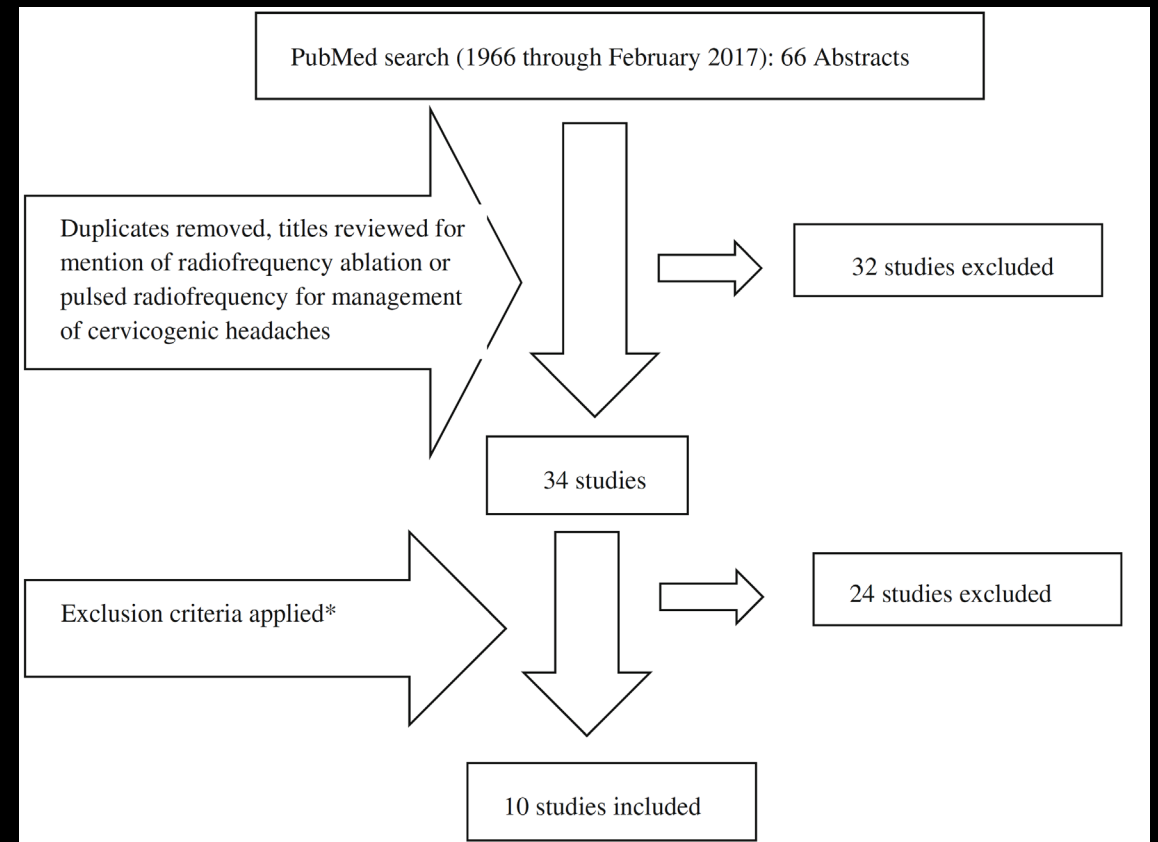 PubMed search (1966 through February 2017): 66 Abstracts
Duplicates removed, titles reviewed for
mention of radiofrequency ablation or
pulsed radiofrequency for management
of cervicogenic headaches
32 studies excluded
34 studies
Exclusion criteria applied*
24 studies excluded
10 studies included